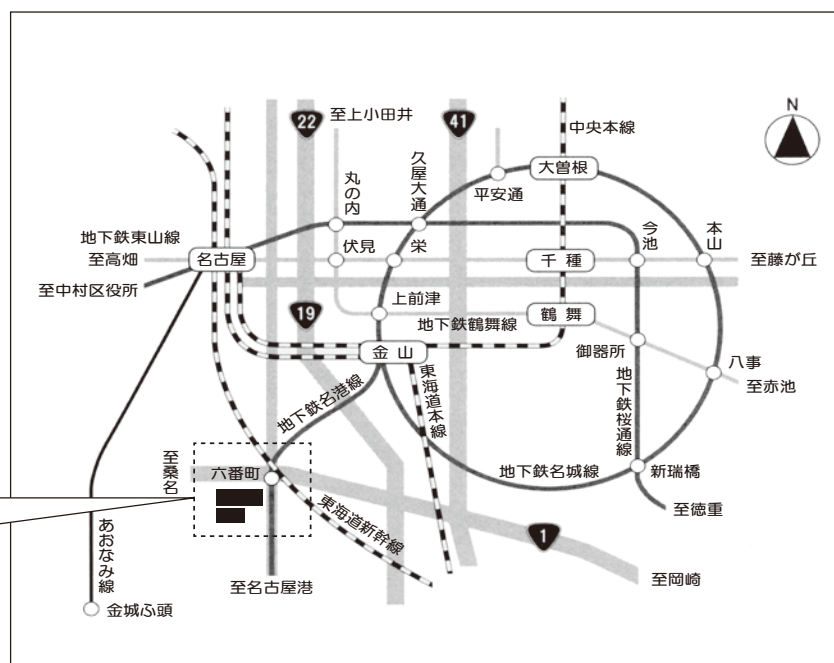 N
22
至上小田井
41
中央本線
丸の内
久屋大通
平安通
大曽根
地下鉄東山線
伏見
栄
今池
本山
至高畑
名古屋
千種
至藤が丘
至中村区役所
19
上前津
地下鉄鶴舞線
鶴舞
金山
御器所
八事
至赤池
地下鉄名港線
東海道本線
地下鉄桜通線
至桑名
六番町
地下鉄名城線
新瑞橋
至徳重
あおなみ線
東海道新幹線
1
至名古屋港
至岡崎
金城ふ頭